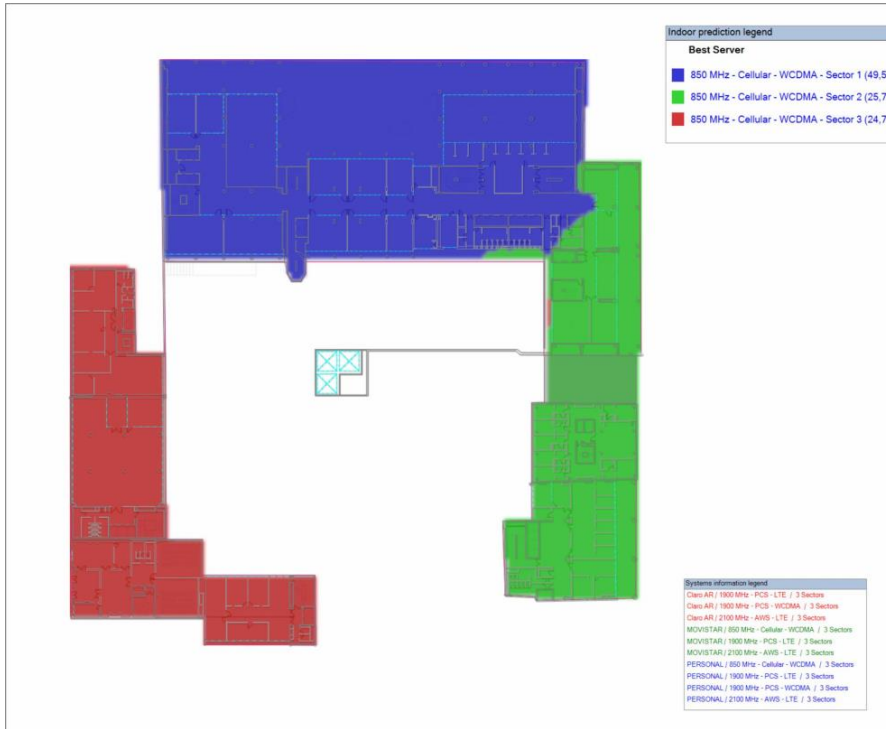 Indoor prediction legend
Best Server
850 MHz - Cellular - WCDMA - Sector 1 (49,5
850 MHz - Cellular - WCDMA - Sector 2 (25,7
850 MHz - Cellular - WCDMA - Sector 3 (24,7
Systems information legend
Claro AR / 1900 MHz - PCS - LTE / 3 Sectors
Claro AR / 1900 MHz - PCS - WCDMA / 3 Sectors
Claro AR / 2100 MHz - AWS - LTE / 3 Sectors
MOVISTAR / 850 MHz - Cellular - WCDMA / 3 Sectors
MOVISTAR / 1900 MHz - PCS - LTE / 3 Sectors
MOVISTAR / 2100 MHz - AWS - LTE / 3 Sectors
PERSONAL / 850 MHz - Cellular - WCDMA / 3 Sectors
PERSONAL / 1900 MHz - PCS - LTE / 3 Sectors
PERSONAL / 1900 MHz - PCS - WCDMA / 3 Sectors
PERSONAL / 2100 MHz - AWS - LTE / 3 Sectors